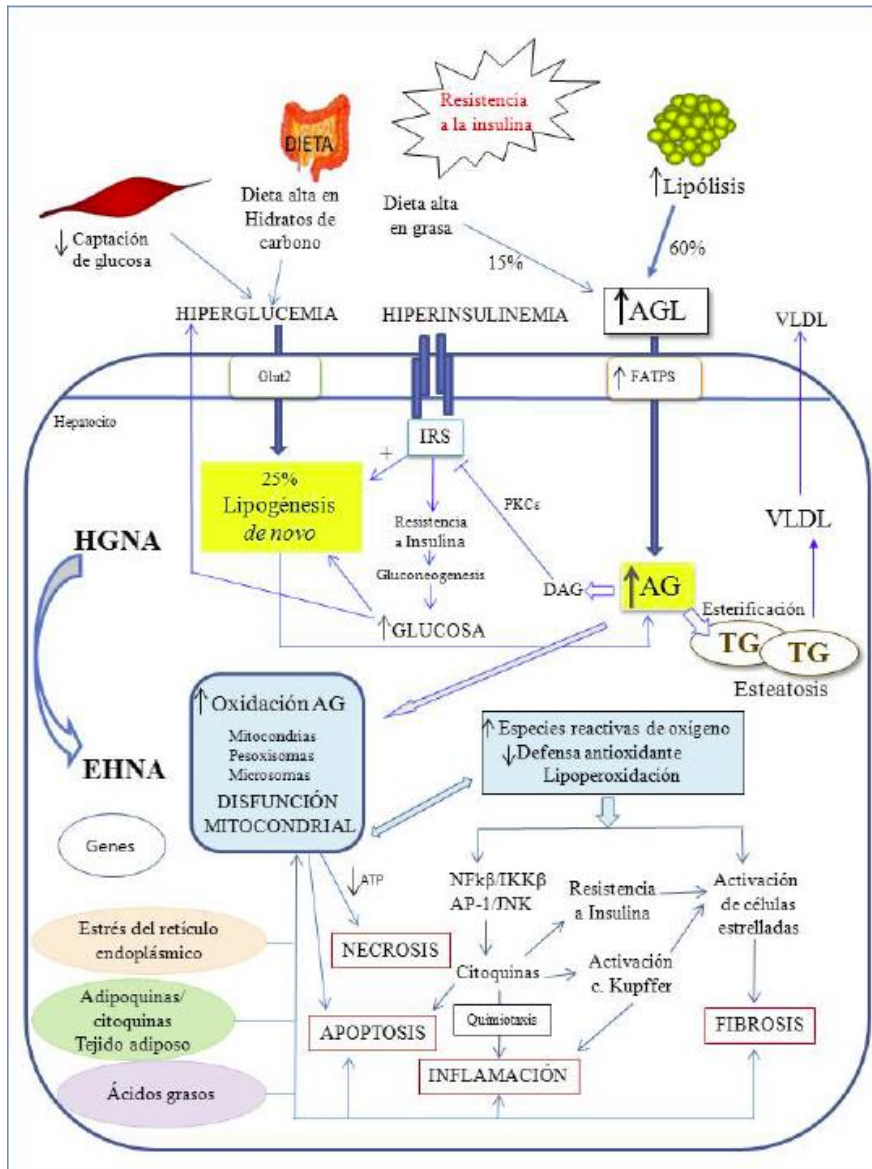 Resistencia
a la insulina
DIETA
↑Lipólisis
Dieta alta en
Hidratos de
carbono
Dieta alta
en grasa
↓ Captación
de glucosa
15%
60%
HIPERGLUCEMIA
HIPERINSULINEMIA
↑AGL
VLDL
Glut2
↑ FATPS
Hepatocito
IRS
+
25%
Lipogénesis
de novo
PKCε
Resistencia
a Insulina
VLDL
HGNA
Gluconeogenesis
DAG
↑AG
Esterificación
↑GLUCOSA
TG
TG
Esteatosis
↑Oxidación AG
Mitocondrias
Pesoxisomas
Microsomas
DISFUNCIÓN
MITOCONDRIAL
↑ Especies reactivas de oxígeno
↓Defensa antioxidante
Lipoperoxidación
EHNA
Genes
↓ATP
NFkβ/IKKβ
AP-1/JNK
Resistencia
a Insulina
Activación
de células
estrelladas
Estrés del retículo
endoplásmico
NECROSIS
Citoquinas
Activación
c. Kupffer
Adipoquinas/
citoquinas
Tejido adiposo
APOPTOSIS
Quimiotaxis
FIBROSIS
INFLAMACIÓN
Ácidos grasos